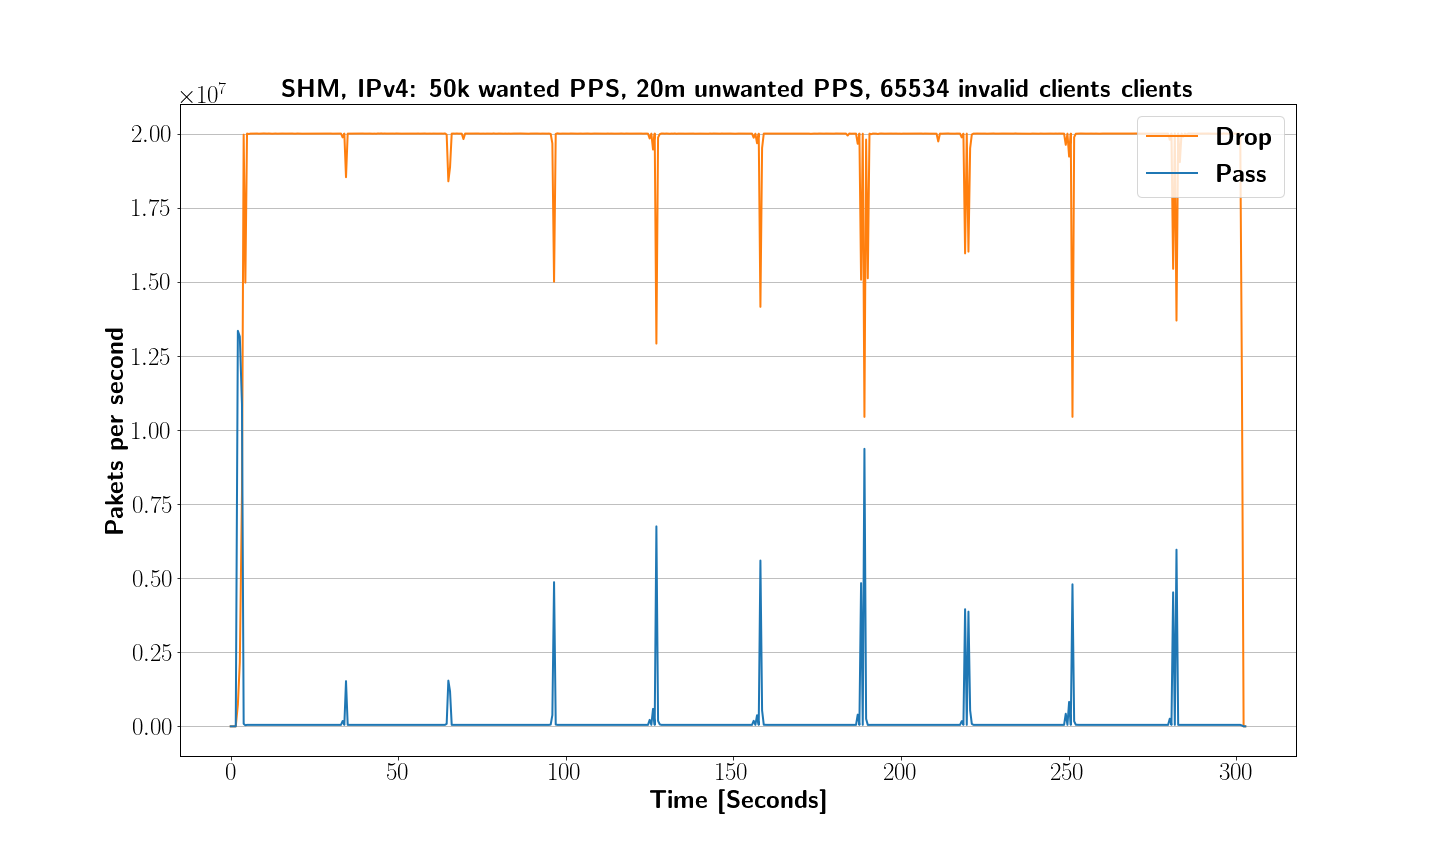 SHM, IPv4: 50k wanted PPS, 20m unwanted PPS, 65534 invalid clients clients
×10⁷
2.00
1.75
1.50
1.25
1.00
0.75
0.50
0.25
0.00
Pakets per second
Drop
Pass
0 50 100 150 200 250 300
Time [Seconds]